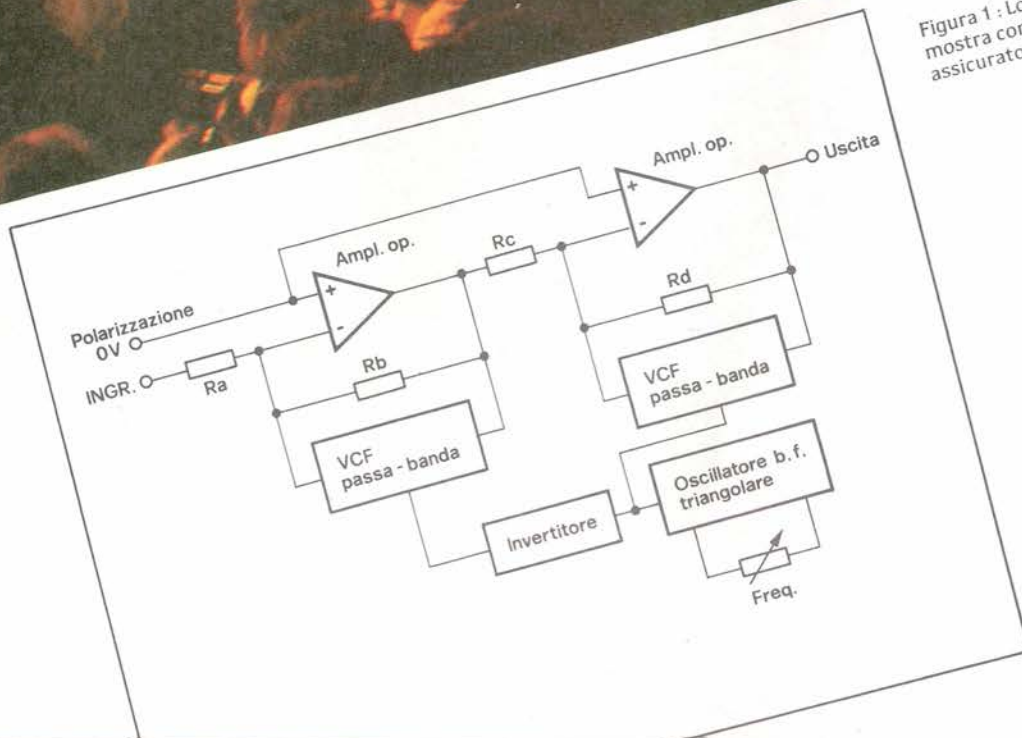 Figura 1 : Lo
mostra
assicurato
Ampl. op.
Uscita
+
-
Ampl. op.
Rc
+
-
Rd
Polarizzazione
0V
INGR.
Ra
Rb
VCF
passa - banda
VCF
passa - banda
Oscillatore b.f.
triangolare
Invertitore
Freq.